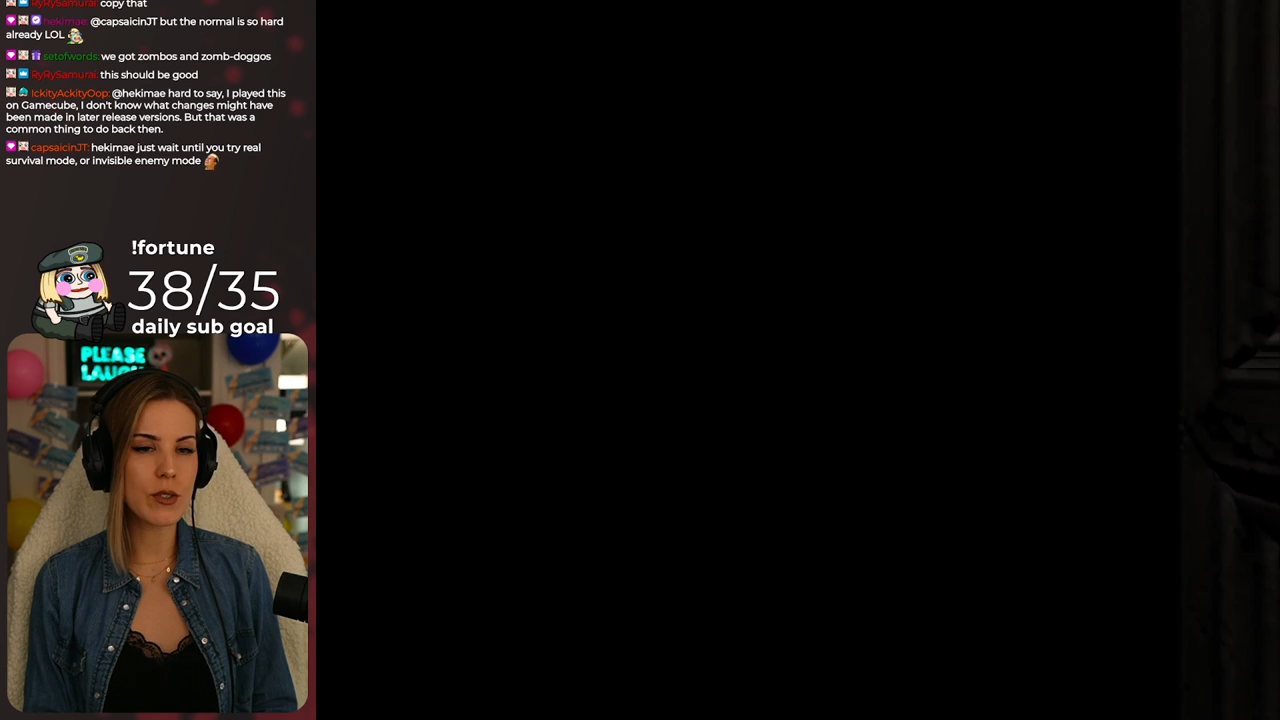 RyRySamurai: copy that
hekimae: @capsaicinJT but the normal is so hard
already LOL
setofwords: we got zombos and zomb-doggos
RyRySamurai: this should be good
IckityAckityOop: @hekimae hard to say, I played this
on Gamecube, I don't know what changes might have
been made in later release versions. But that was a
common thing to do back then.
capsaicinJT: hekimae just wait until you try real
survival mode, or invisible enemy mode
!fortune
38/35
daily sub goal
PLEASE
LAUGH